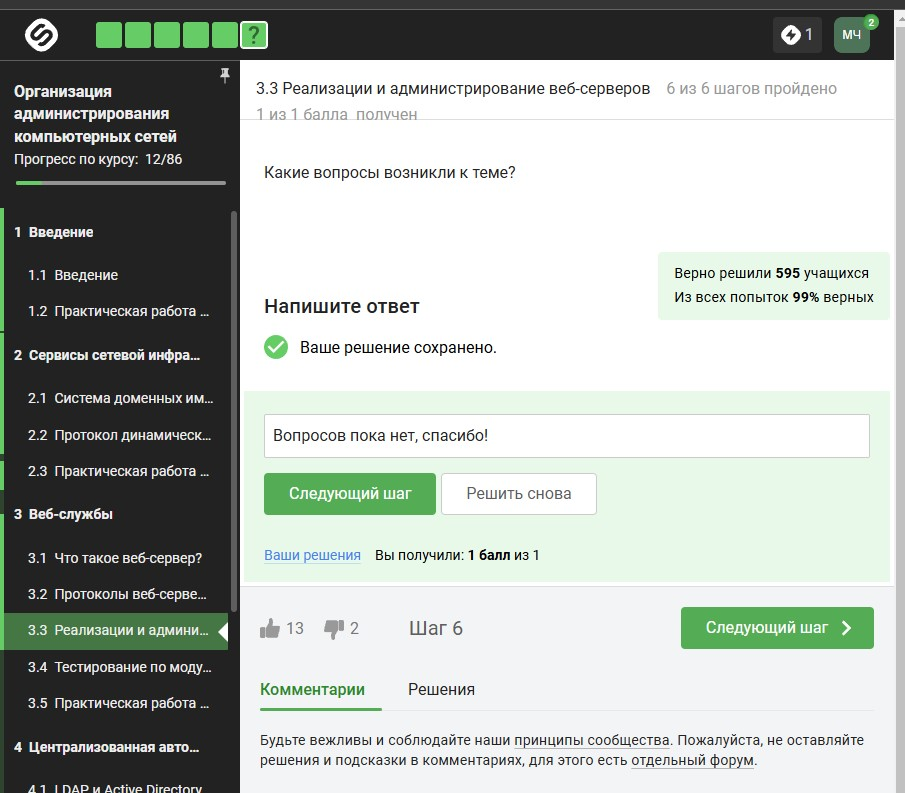 ?
1
МЧ
2
Организация
администрирования
компьютерных сетей
Прогресс по курсу: 12/86
1 Введение
1.1 Введение
1.2 Практическая работа ...
2 Сервисы сетевой инфра...
2.1 Система доменных им...
2.2 Протокол динамическ...
2.3 Практическая работа ...
3 Веб-службы
3.1 Что такое веб-сервер?
3.2 Протоколы веб-серве...
3.3 Реализации и админи...
3.4 Тестирование по моду...
3.5 Практическая работа ...
4 Централизованная авто...
4.1 LDAP и Active Directory
3.3 Реализации и администрирование веб-серверов 6 из 6 шагов пройдено
1 из 1 балла получен
Какие вопросы возникли к теме?
Верно решили 595 учащихся
Из всех попыток 99% верных
Напишите ответ
Ваше решение сохранено.
Вопросов пока нет, спасибо!
Следующий шаг
Решить снова
Ваши решения Вы получили: 1 балл из 1
13
2
Шаг 6
Следующий шаг
Комментарии
Решения
Будьте вежливы и соблюдайте наши принципы сообщества. Пожалуйста, не оставляйте
решения и подсказки в комментариях, для этого есть отдельный форум.